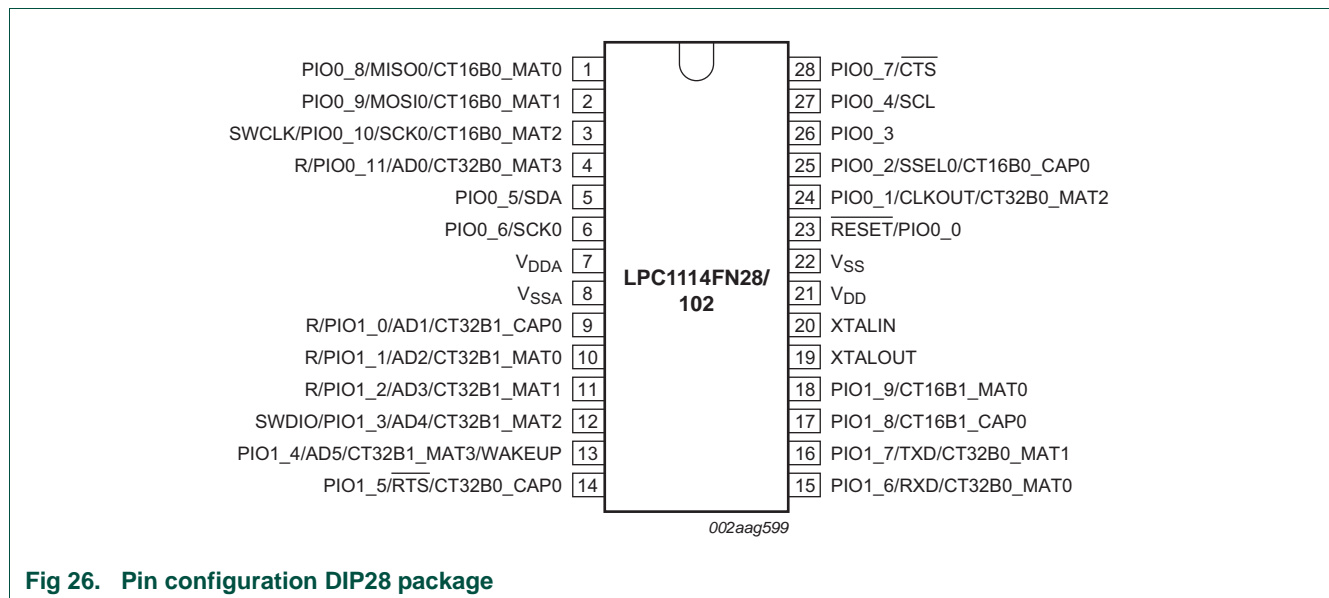 PIO0_8/MISO0/CT16B0_MAT0 1
PIO0_9/MOSI0/CT16B0_MAT1 2
SWCLK/PIO0_10/SCK0/CT16B0_MAT2 3
R/PIO0_11/AD0/CT32B0_MAT3 4
PIO0_5/SDA 5
PIO0_6/SCK0 6
VDDA 7
VSSA 8
R/PIO1_0/AD1/CT32B1_CAP0 9
R/PIO1_1/AD2/CT32B1_MAT0 10
R/PIO1_2/AD3/CT32B1_MAT1 11
SWDIO/PIO1_3/AD4/CT32B1_MAT2 12
PIO1_4/AD5/CT32B1_MAT3/WAKEUP 13
PIO1_5/RTS/CT32B0_CAP0 14
LPC1114FN28/
102
28 PIO0_7/CTS
27 PIO0_4/SCL
26 PIO0_3
25 PIO0_2/SSEL0/CT16B0_CAP0
24 PIO0_1/CLKOUT/CT32B0_MAT2
23 RESET/PIO0_0
22 VSS
21 VDD
20 XTALIN
19 XTALOUT
18 PIO1_9/CT16B1_MAT0
17 PIO1_8/CT16B1_CAP0
16 PIO1_7/TXD/CT32B0_MAT1
15 PIO1_6/RXD/CT32B0_MAT0
002aag599
Fig 26. Pin configuration DIP28 package